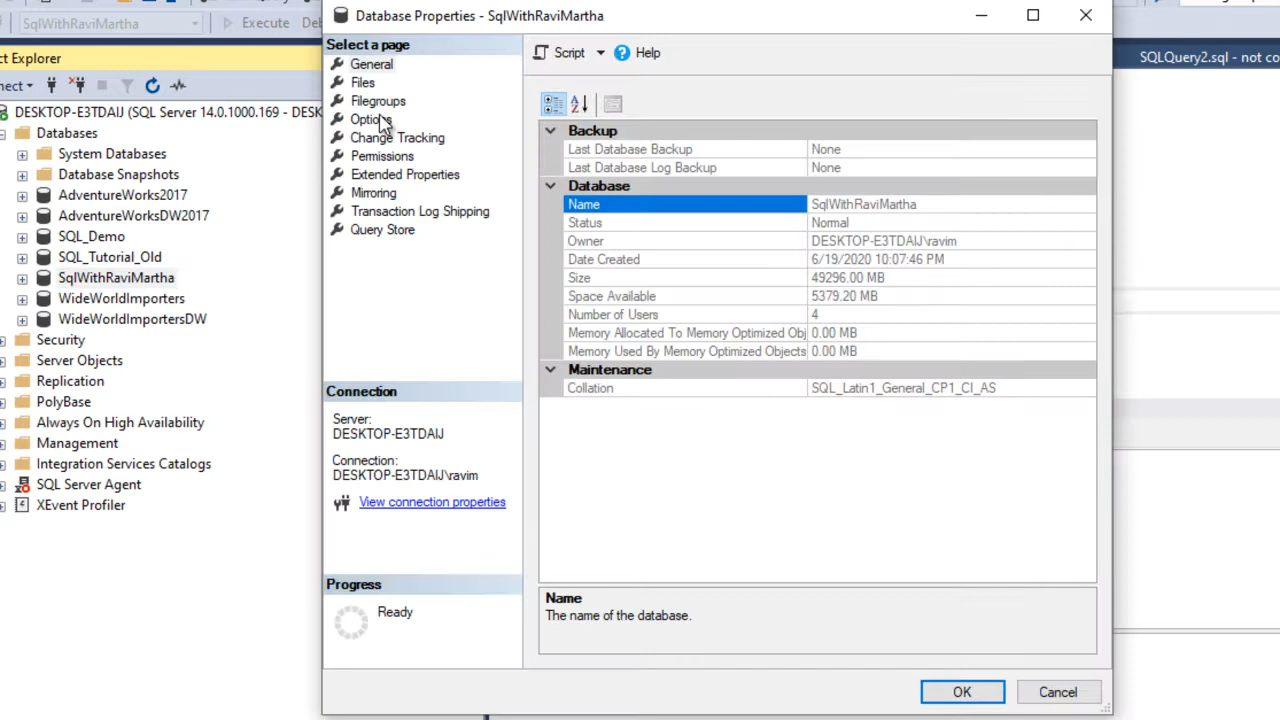 SqlWithRaviMartha
Execute
Database Properties - SqlWithRaviMartha
SQLQuery2.sql - not co
ct Explorer
nect
DESKTOP-E3TDAIJ (SQL Server 14.0.1000.169 - DESK
Databases
System Databases
Database Snapshots
AdventureWorks2017
AdventureWorksDW2017
SQL_Demo
SQL_Tutorial_Old
SqlWithRaviMartha
WideWorldImporters
WideWorldImportersDW
Security
Server Objects
Replication
PolyBase
Always On High Availability
Management
Integration Services Catalogs
SQL Server Agent
XEvent Profiler
Select a page
General
Files
Filegroups
Options
Change Tracking
Permissions
Extended Properties
Mirroring
Transaction Log Shipping
Query Store
Connection
Server:
DESKTOP-E3TDAIJ
Connection:
DESKTOP-E3TDAIJ\ravim
View connection properties
Progress
Ready
Script
Help
Backup
Last Database Backup None
Last Database Log Backup None
Database
Name SqlWithRaviMartha
Status Normal
Owner DESKTOP-E3TDAIJ\ravim
Date Created 6/19/2020 10:07:46 PM
Size 49296.00 MB
Space Available 5379.20 MB
Number of Users 4
Memory Allocated To Memory Optimized Obj 0.00 MB
Memory Used By Memory Optimized Objects 0.00 MB
Maintenance
Collation SQL_Latin1_General_CP1_CI_AS
Name
The name of the database.
OK
Cancel